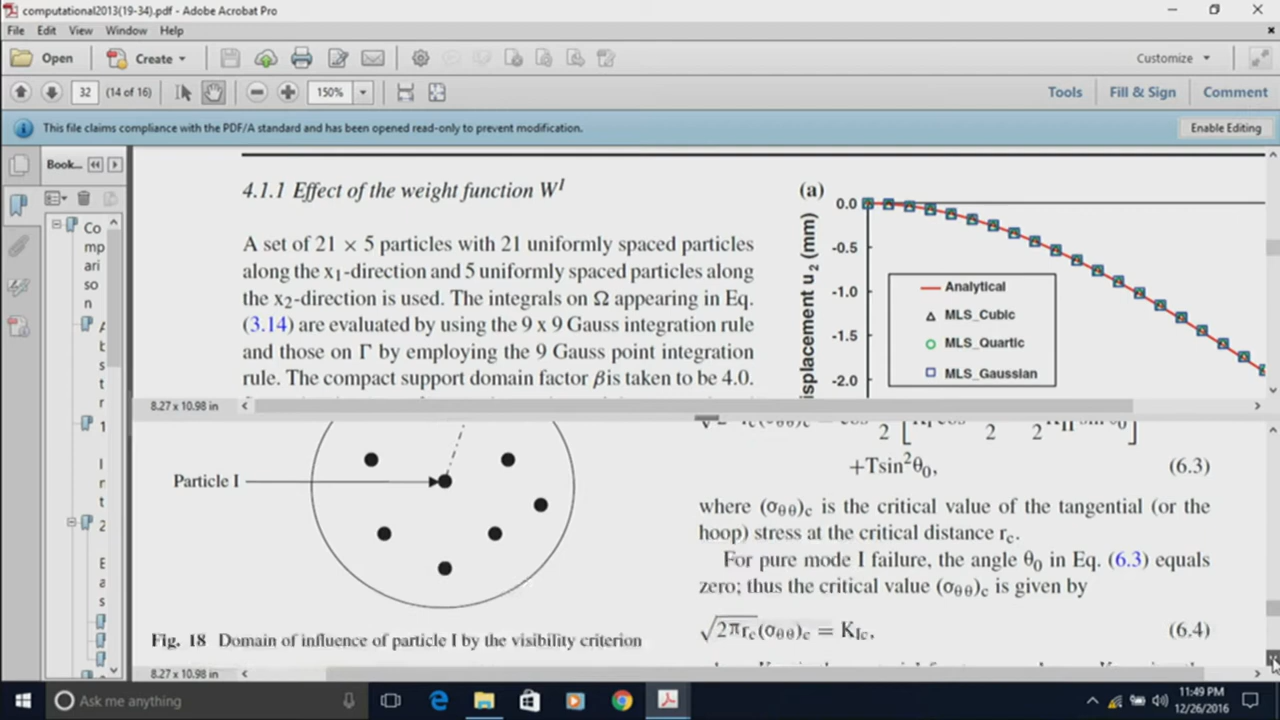 computational2013(19-34).pdf - Adobe Acrobat Pro
File Edit View Window Help
Open Create Customize
32 (14 of 16) 150% Tools Fill & Sign Comment
This file claims compliance with the PDF/A standard and has been opened read-only to prevent modification. Enable Editing
Book...
Co
mp
ari
so
n
A
b
s
t
r
1
I
n
t
2
E
a
s
4.1.1 Effect of the weight function W^I
A set of 21 × 5 particles with 21 uniformly spaced particles
along the x₁-direction and 5 uniformly spaced particles along
the x₂-direction is used. The integrals on Ω appearing in Eq.
(3.14) are evaluated by using the 9 x 9 Gauss integration rule
and those on Γ by employing the 9 Gauss point integration
rule. The compact support domain factor β is taken to be 4.0.
(a)
isplacement u₂ (mm)
0.0
-0.5
-1.0
-1.5
-2.0
Analytical
MLS_Cubic
MLS_Quartic
MLS_Gaussian
8.27 x 10.98 in
Particle I
Fig. 18 Domain of influence of particle I by the visibility criterion
+Tsin²θ₀, (6.3)
where (σθθ)c is the critical value of the tangential (or the
hoop) stress at the critical distance rc.
For pure mode I failure, the angle θ₀ in Eq. (6.3) equals
zero; thus the critical value (σθθ)c is given by
√2πrc(σθθ)c = KIc, (6.4)
8.27 x 10.98 in
Ask me anything
11:49 PM
12/26/2016